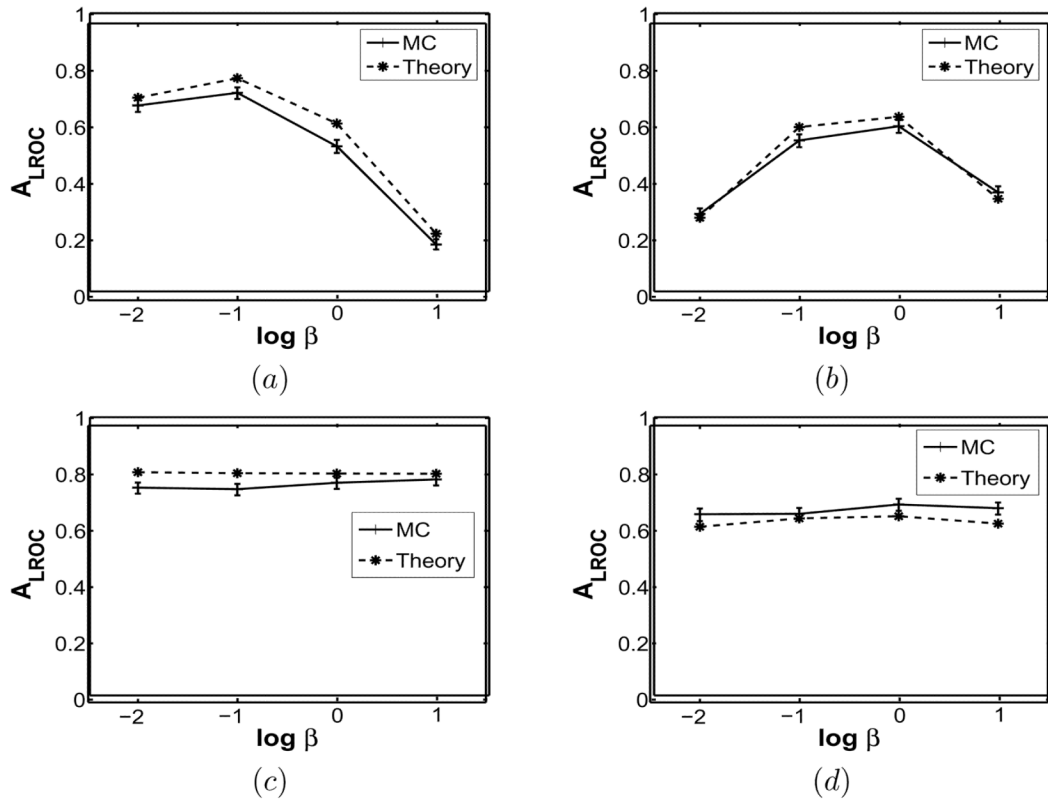 1
0.8
0.6
0.4
0.2
0
A_LROC
MC
Theory
−2 −1 0 1
log β
(a)
1
0.8
0.6
0.4
0.2
0
A_LROC
MC
Theory
−2 −1 0 1
log β
(b)
1
0.8
0.6
0.4
0.2
0
A_LROC
MC
Theory
−2 −1 0 1
log β
(c)
1
0.8
0.6
0.4
0.2
0
A_LROC
MC
Theory
−2 −1 0 1
log β
(d)